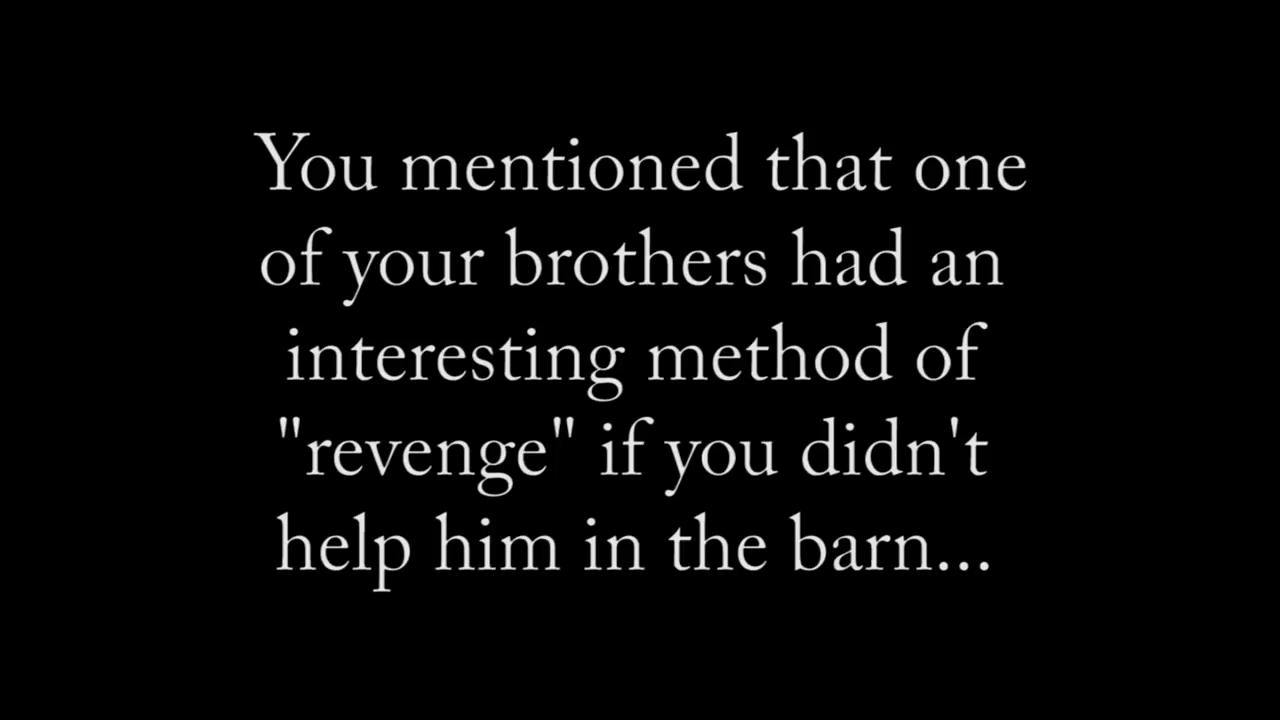 You mentioned that one
of your brothers had an
interesting method of
"revenge" if you didn't
help him in the barn...